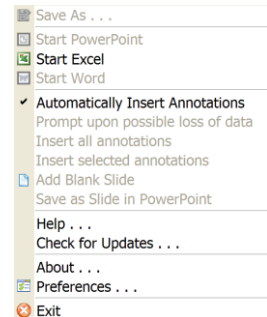 Save As . . .
Start PowerPoint
Start Excel
Start Word
Automatically Insert Annotations
Prompt upon possible loss of data
Insert all annotations
Insert selected annotations
Add Blank Slide
Save as Slide in PowerPoint
Help . . .
Check for Updates . . .
About . . .
Preferences . . .
Exit